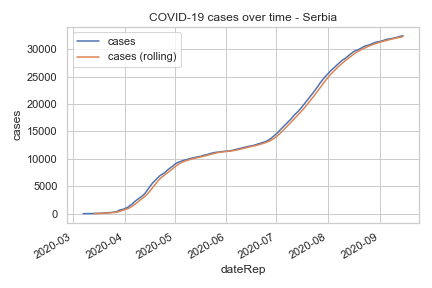 COVID-19 cases over time - Serbia
cases
cases (rolling)
cases
30000
25000
20000
15000
10000
5000
0
2020-03
2020-04
2020-05
2020-06
2020-07
2020-08
2020-09
dateRep